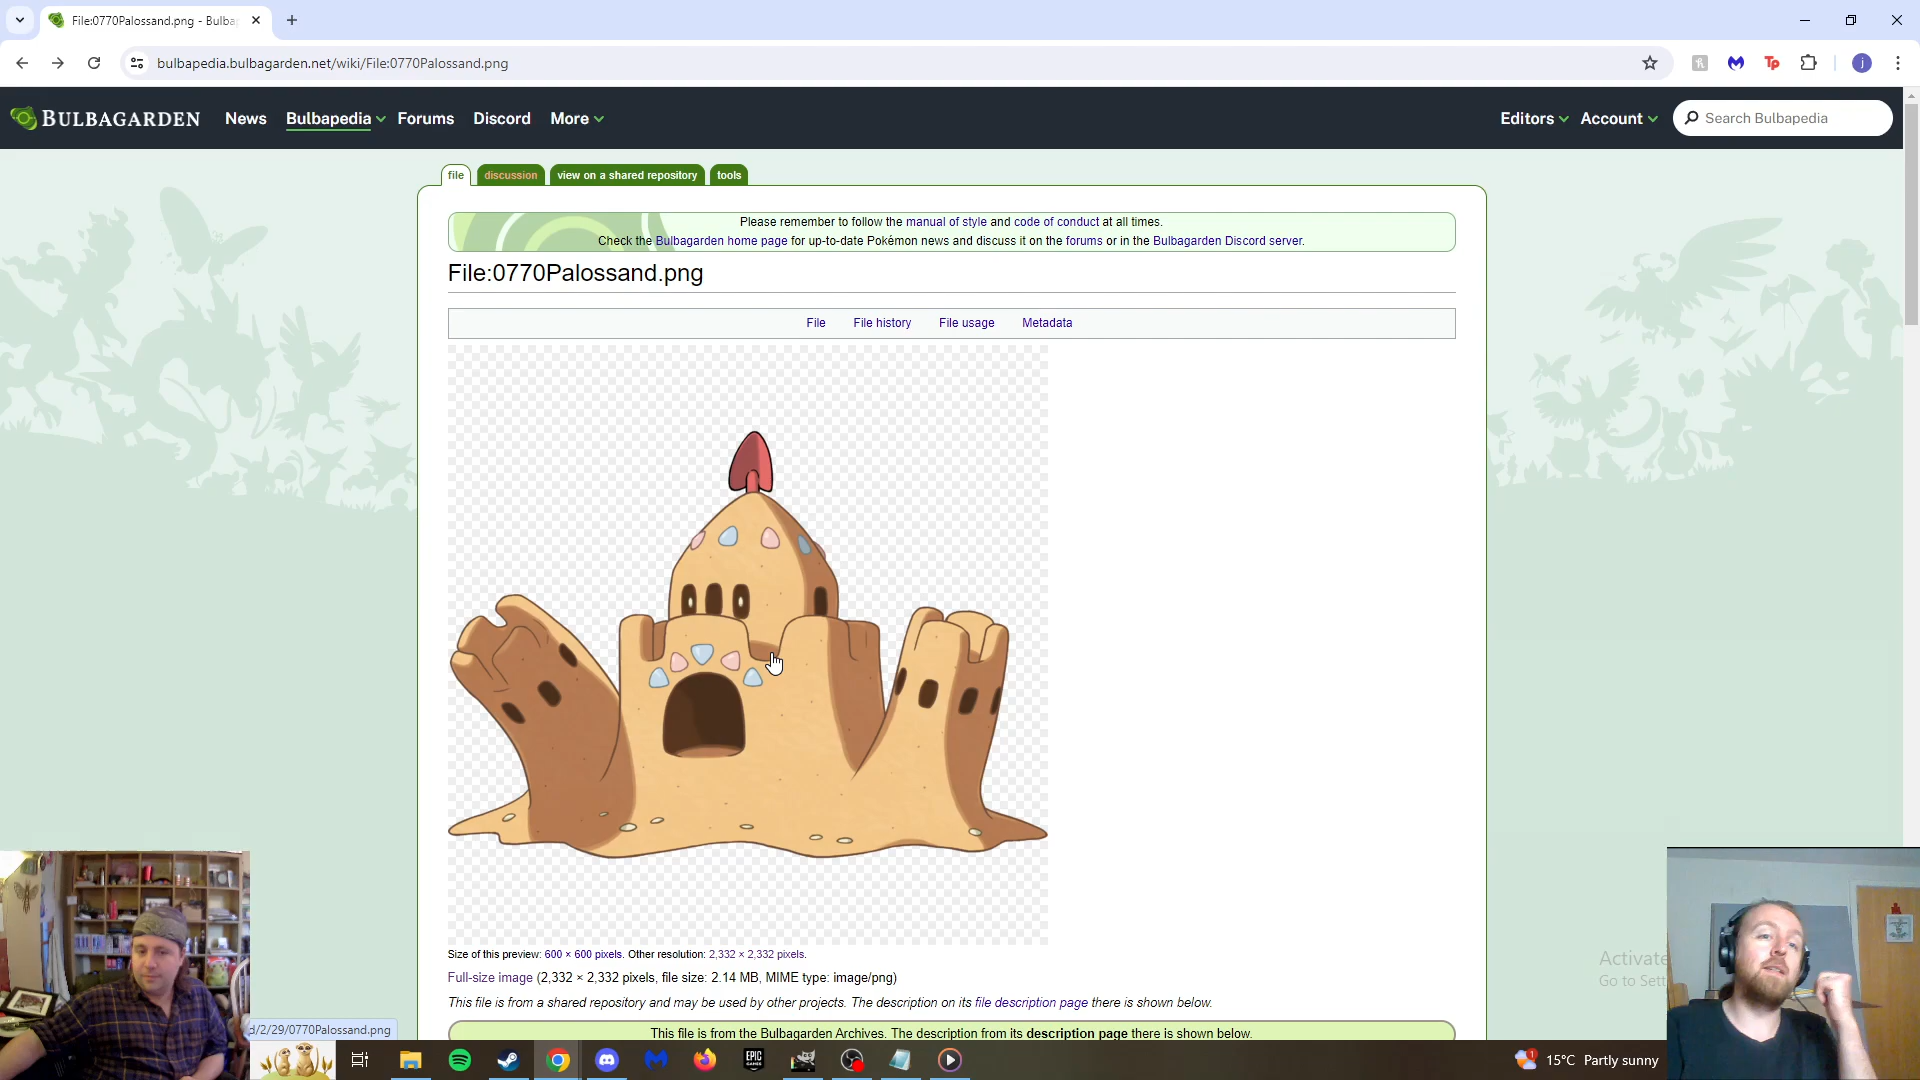 File:0770Palossand.png - Bulba
bulbapedia.bulbagarden.net/wiki/File:0770Palossand.png
BULBAGARDEN News Bulbapedia Forums Discord More Editors Account Search Bulbapedia
file discussion view on a shared repository tools
Please remember to follow the manual of style and code of conduct at all times.
Check the Bulbagarden home page for up-to-date Pokémon news and discuss it on the forums or in the Bulbagarden Discord server.
File:0770Palossand.png
File File history File usage Metadata
Size of this preview: 600 × 600 pixels. Other resolution: 2,332 × 2,332 pixels.
Full-size image (2,332 × 2,332 pixels, file size: 2.14 MB, MIME type: image/png)
This file is from a shared repository and may be used by other projects. The description on its file description page there is shown below.
This file is from the Bulbagarden Archives. The description from its description page there is shown below.
d/2/29/0770Palossand.png
Activate
Go to Sett
EPIC GAMES
1
15°C Partly sunny
Tp
j